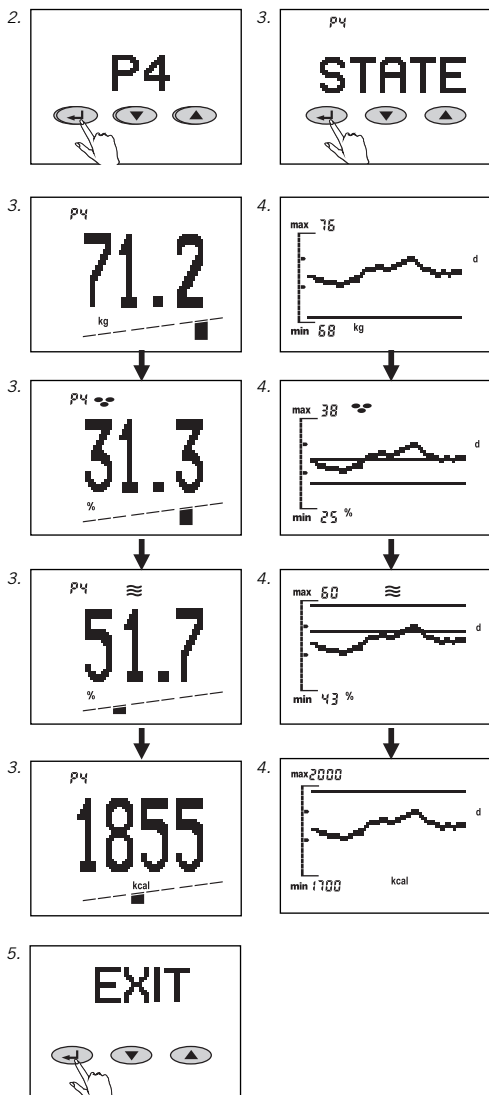 2.
P4
3.
P4
STATE
3.
P4
71.2
kg
4.
max 76
d
min 68 kg
3.
P4
31.3
%
4.
max 38
d
min 25 %
3.
P4
51.7
%
4.
max 60
d
min 43 %
3.
P4
1855
kcal
4.
max 2000
d
min 1700 kcal
5.
EXIT